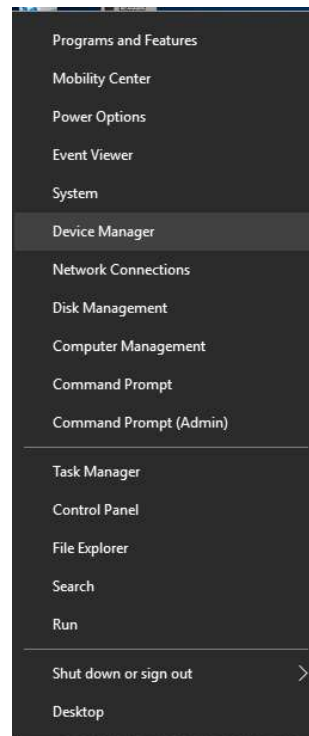 Programs and Features
Mobility Center
Power Options
Event Viewer
System
Device Manager
Network Connections
Disk Management
Computer Management
Command Prompt
Command Prompt (Admin)
Task Manager
Control Panel
File Explorer
Search
Run
Shut down or sign out
Desktop